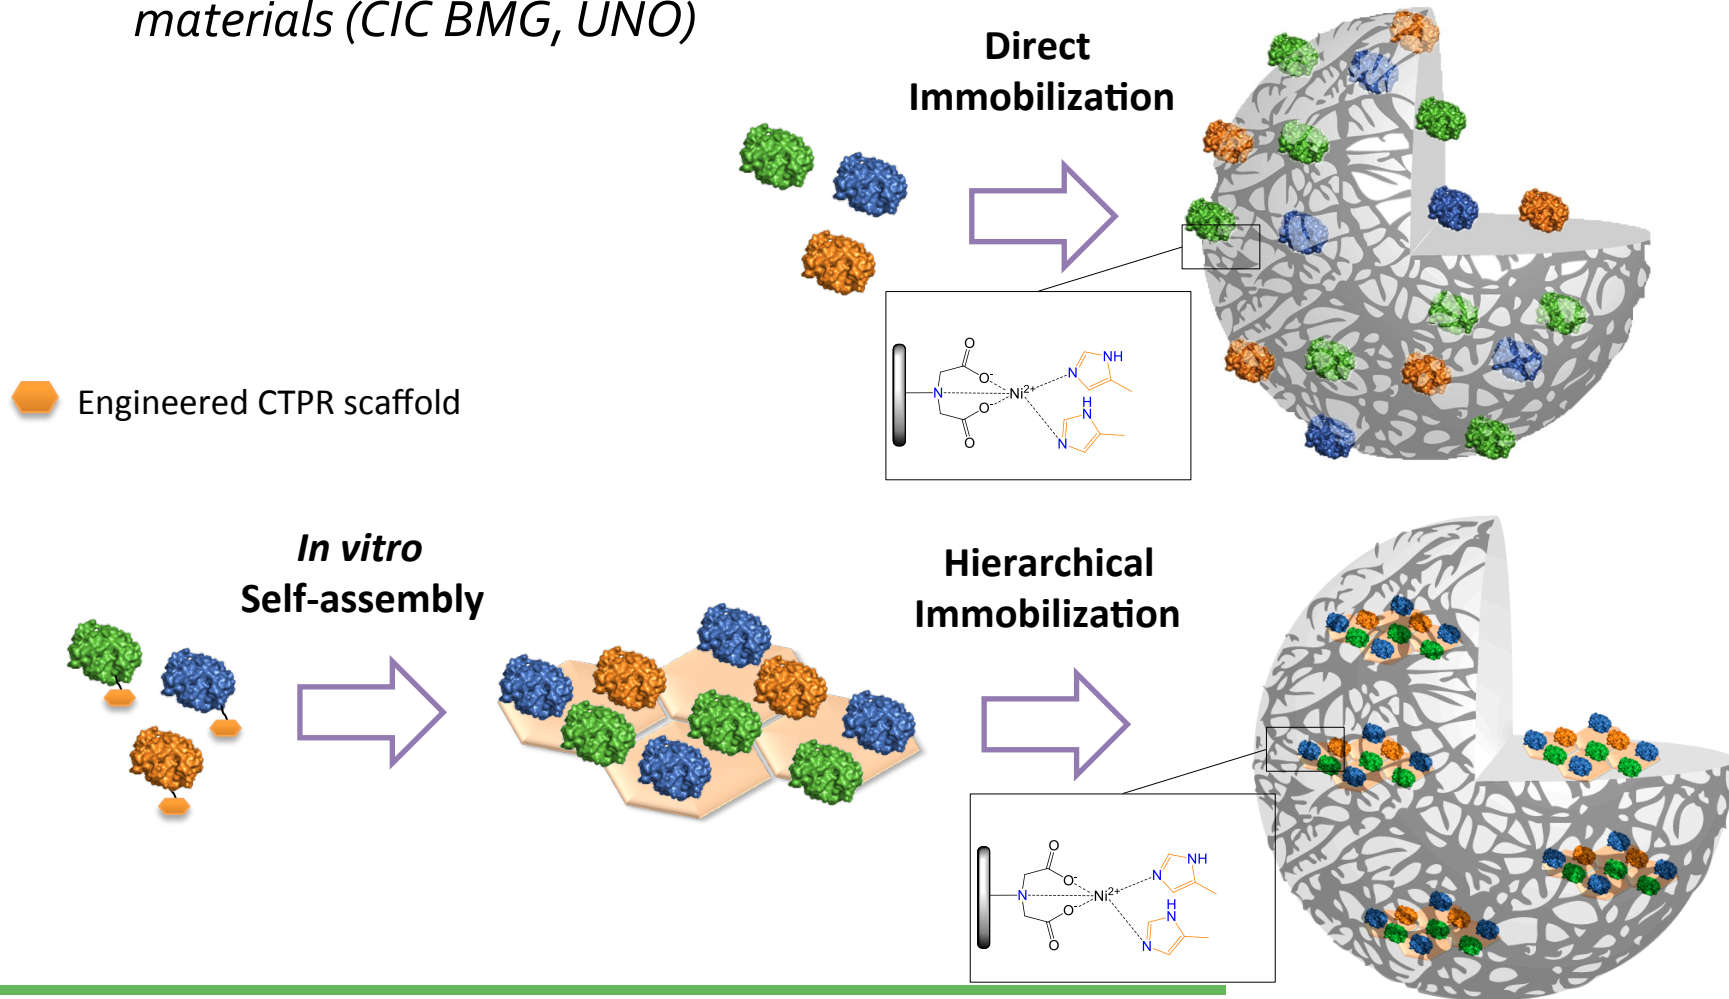 materials (CIC BMG, UNO)
Direct
Immobilization
O
O-
N
Ni2+
O-
O
N
NH
H
N
N
Engineered CTPR scaffold
In vitro
Self-assembly
Hierarchical
Immobilization
O
O-
N
Ni2+
O-
O
N
NH
H
N
N